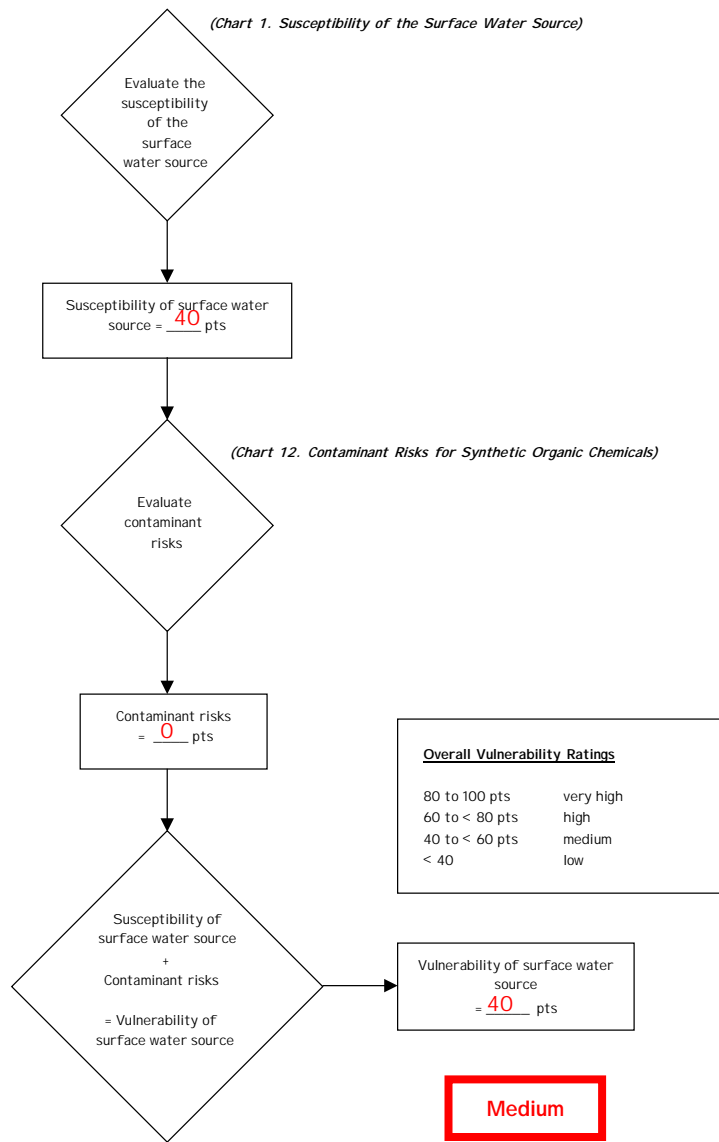 (Chart 1. Susceptibility of the Surface Water Source)
Evaluate the
susceptibility
of the
surface
water source
Susceptibility of surface water
source = 40 pts
(Chart 12. Contaminant Risks for Synthetic Organic Chemicals)
Evaluate
contaminant
risks
Contaminant risks
= 0 pts
Overall Vulnerability Ratings
80 to 100 pts very high
60 to < 80 pts high
40 to < 60 pts medium
< 40 low
Susceptibility of
surface water source
+
Contaminant risks
= Vulnerability of
surface water source
Vulnerability of surface water
source
= 40 pts
Medium